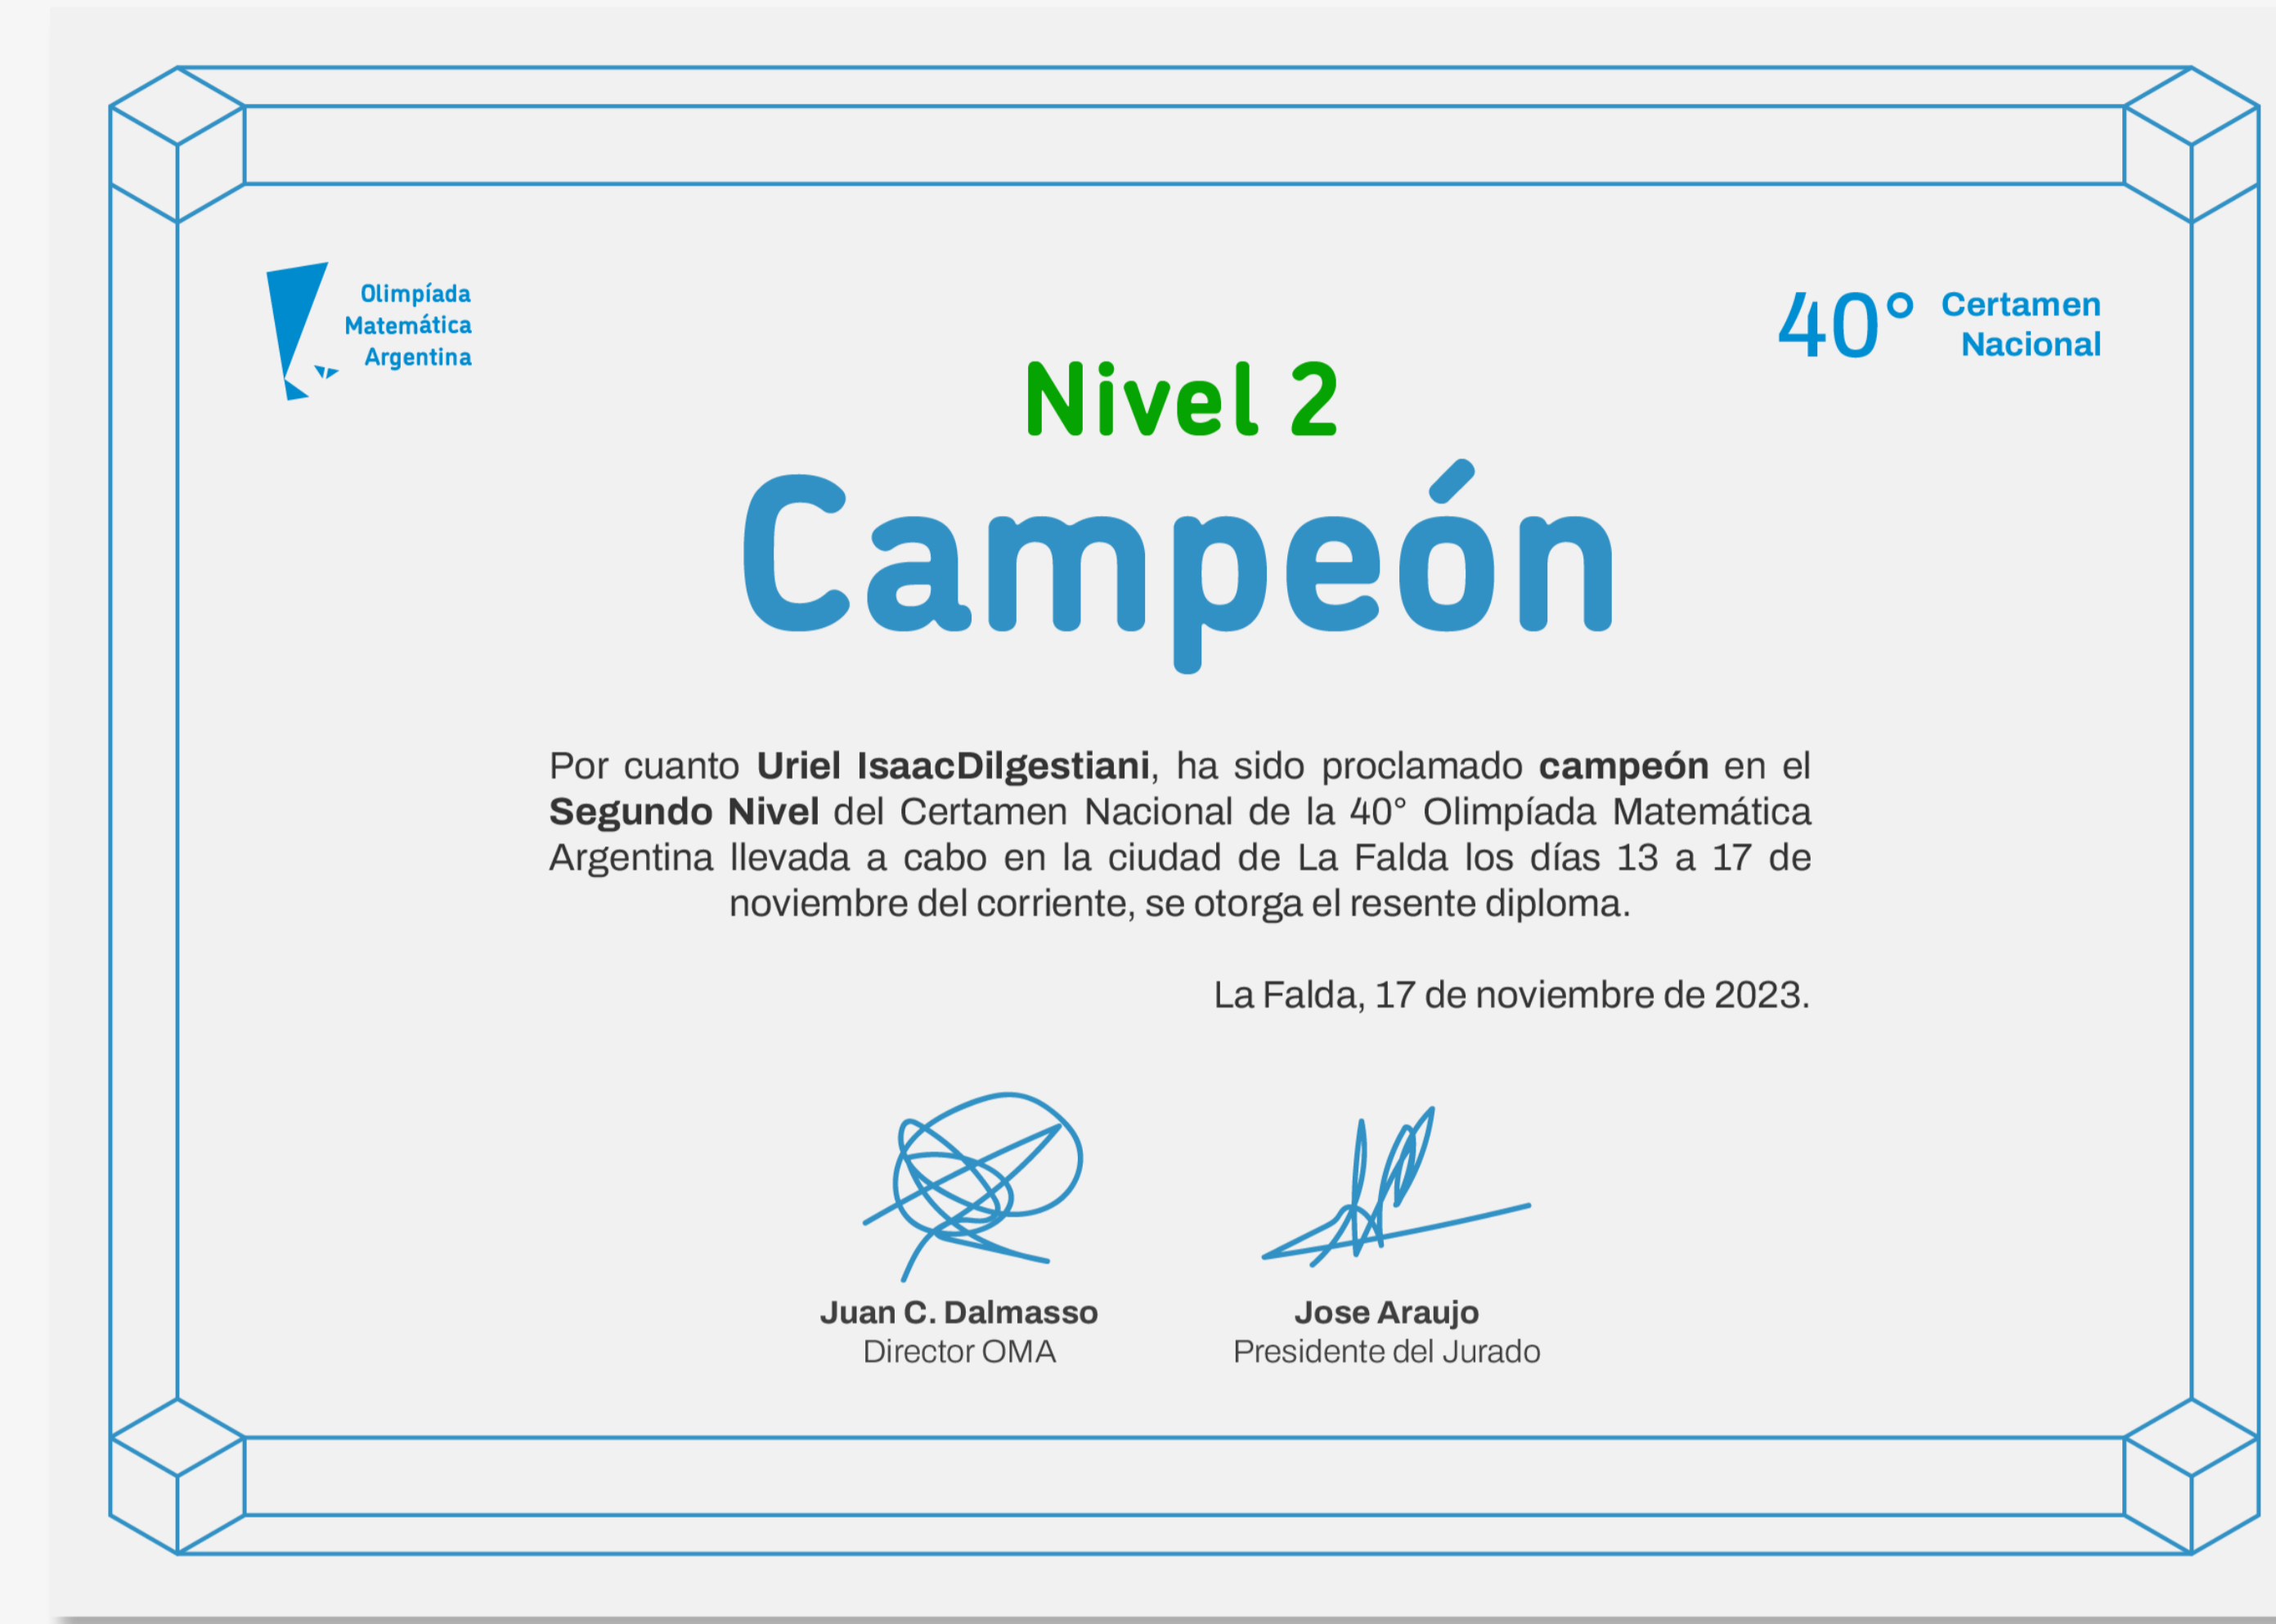 Olimpíada
Matemática
Argentina
40° Certamen
Nacional
Nivel 2
Campeón
Por cuanto Uriel IsaacDilgestiani, ha sido proclamado campeón en el
Segundo Nivel del Certamen Nacional de la 40° Olimpíada Matemática
Argentina llevada a cabo en la ciudad de La Falda los días 13 a 17 de
noviembre del corriente, se otorga el resente diploma.
La Falda, 17 de noviembre de 2023.
Juan C. Dalmasso
Director OMA
Jose Araujo
Presidente del Jurado